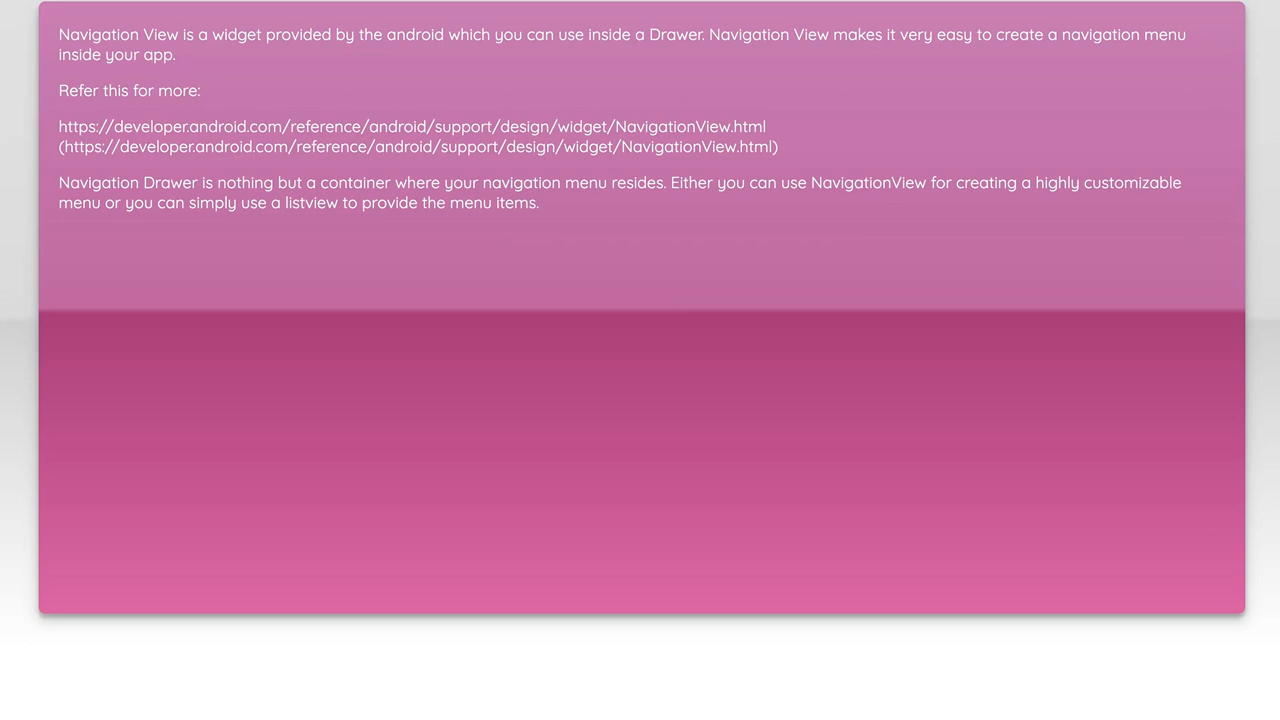 Navigation View is a widget provided by the android which you can use inside a Drawer. Navigation View makes it very easy to create a navigation menu
inside your app.
Refer this for more:
https://developer.android.com/reference/android/support/design/widget/NavigationView.html
(https://developer.android.com/reference/android/support/design/widget/NavigationView.html)
Navigation Drawer is nothing but a container where your navigation menu resides. Either you can use NavigationView for creating a highly customizable
menu or you can simply use a listview to provide the menu items.